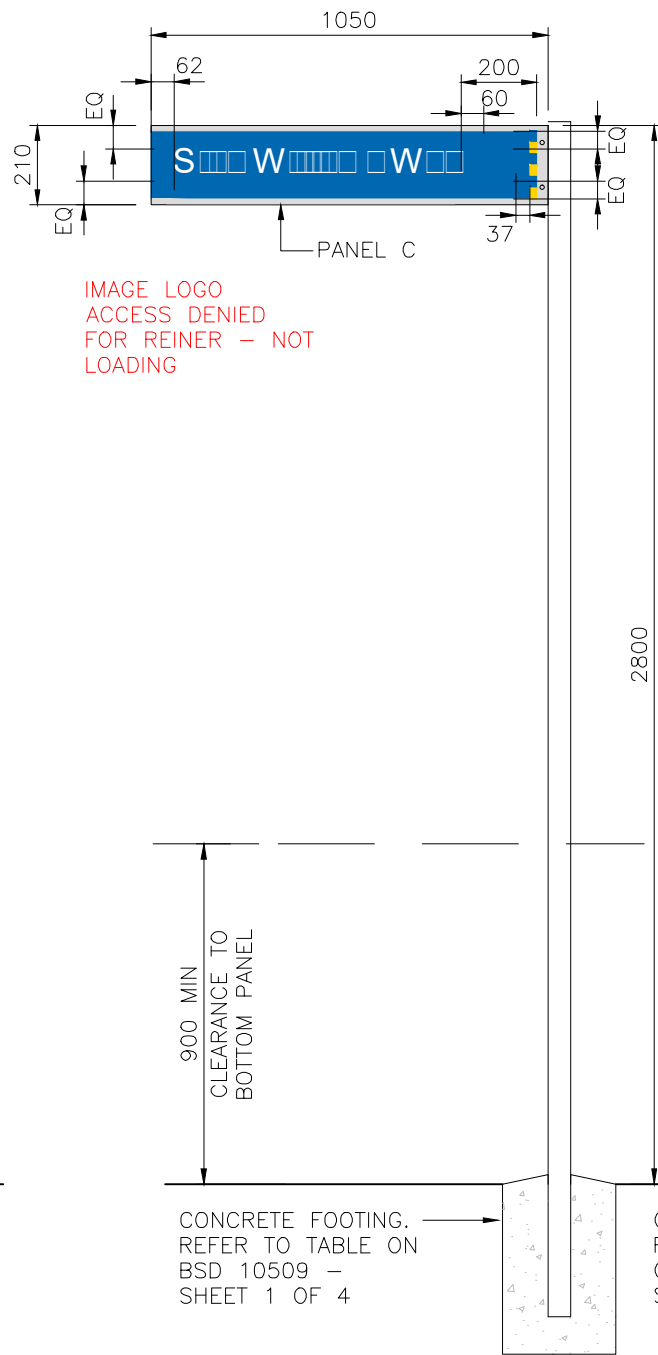 1050
62
200
60
EQ
EQ
210
S W W
EQ
EQ
37
PANEL C
IMAGE LOGO
ACCESS DENIED
FOR REINER – NOT
LOADING
2800
900 MIN
CLEARANCE TO
BOTTOM PANEL
CONCRETE FOOTING.
REFER TO TABLE ON
BSD 10509 –
SHEET 1 OF 4